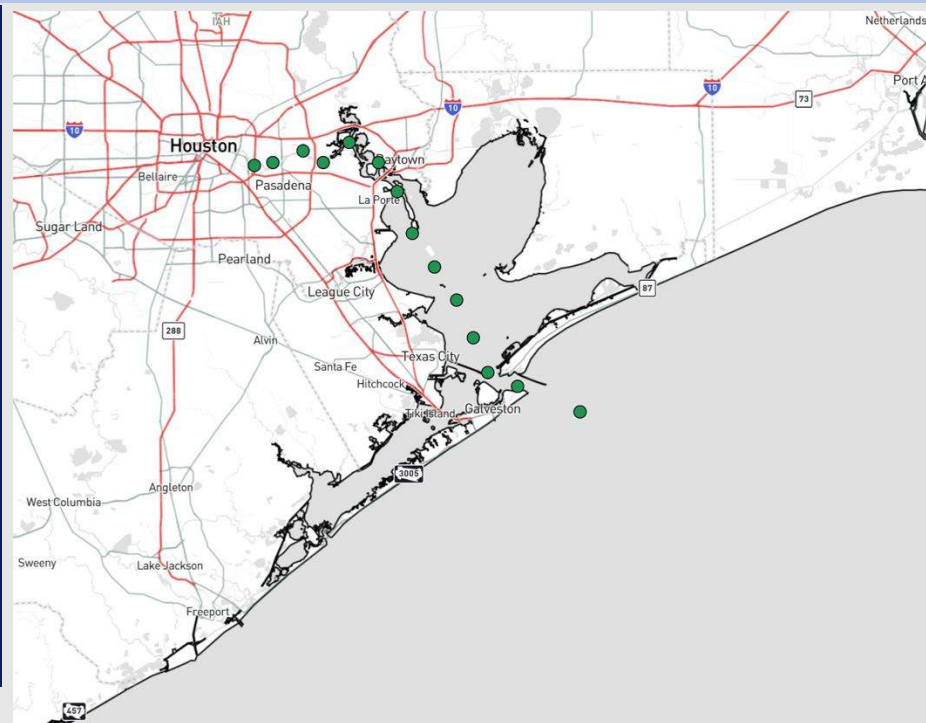 IAH
Netherlands
10
Port A
73
10
10
Houston
aytown
Bellaire
Pasadena
La Porte
Sugar Land
Pearland
87
League City
288
Alvin
Texas City
Santa Fe
Hitchcock
Galveston
Tiki Island
3005
Angleton
West Columbia
Sweeny
Lake Jackson
Freeport
457